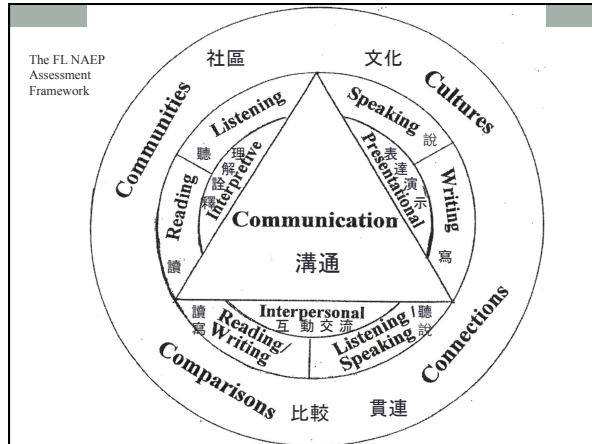 The FL NAEP
Assessment
Framework
社區
文化
Communities
Cultures
Listening
聽
Reading
讀
Interpretive
理解詮釋
Speaking
說
Writing
寫
Presentational
表達演示
Communication
溝通
Interpersonal
互動交流
讀寫
Reading/
Writing
聽說
Listening/
Speaking
Comparisons
比較
Connections
貫連